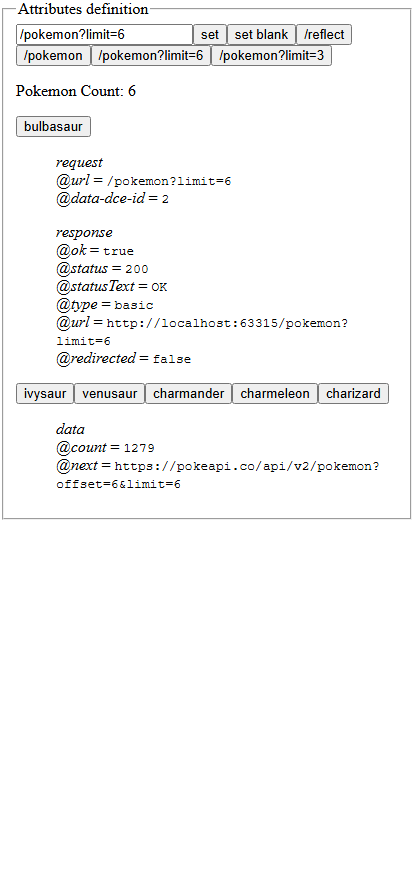 Attributes definition
/pokemon?limit=6 set set blank /reflect
/pokemon /pokemon?limit=6 /pokemon?limit=3
Pokemon Count: 6
bulbasaur
request
@url = /pokemon?limit=6
@data-dce-id = 2
response
@ok = true
@status = 200
@statusText = OK
@type = basic
@url = http://localhost:63315/pokemon?
limit=6
@redirected = false
ivysaur venusaur charmander charmeleon charizard
data
@count = 1279
@next = https://pokeapi.co/api/v2/pokemon?
offset=6&limit=6